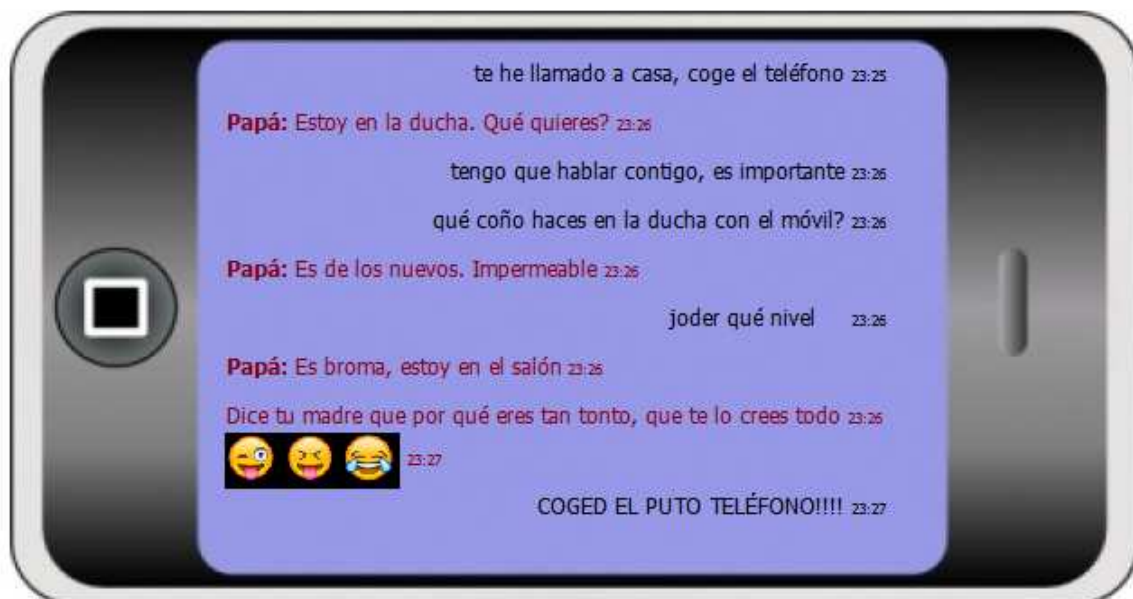 te he llamado a casa, coge el teléfono 23:25
Papá: Estoy en la ducha. Qué quieres? 23:26
tengo que hablar contigo, es importante 23:26
qué coño haces en la ducha con el móvil? 23:26
Papá: Es de los nuevos. Impermeable 23:26
joder qué nivel 23:26
Papá: Es broma, estoy en el salón 23:26
Dice tu madre que por qué eres tan tonto, que te lo crees todo 23:26
23:27
COGED EL PUTO TELÉFONO!!!! 23:27